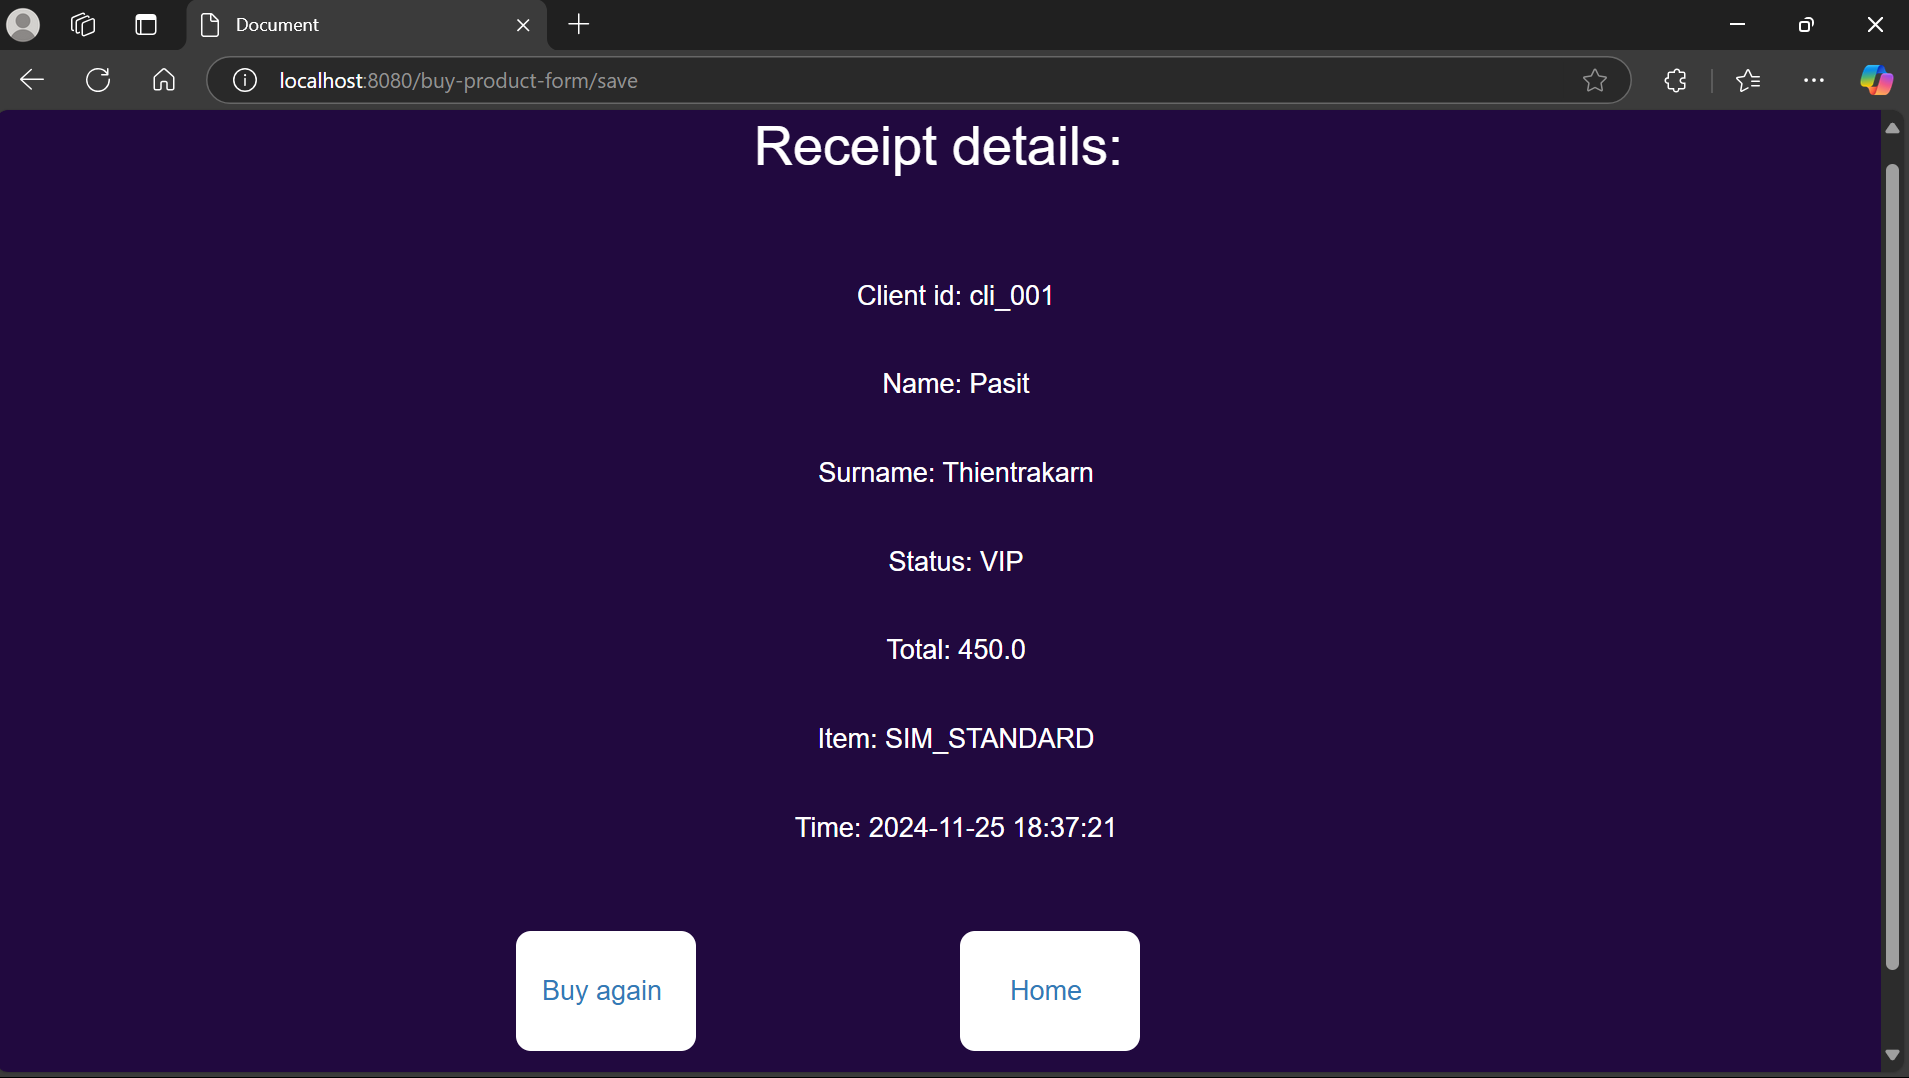 Document
localhost:8080/buy-product-form/save
Receipt details:
Client id: cli_001
Name: Pasit
Surname: Thientrakarn
Status: VIP
Total: 450.0
Item: SIM_STANDARD
Time: 2024-11-25 18:37:21
Buy again
Home